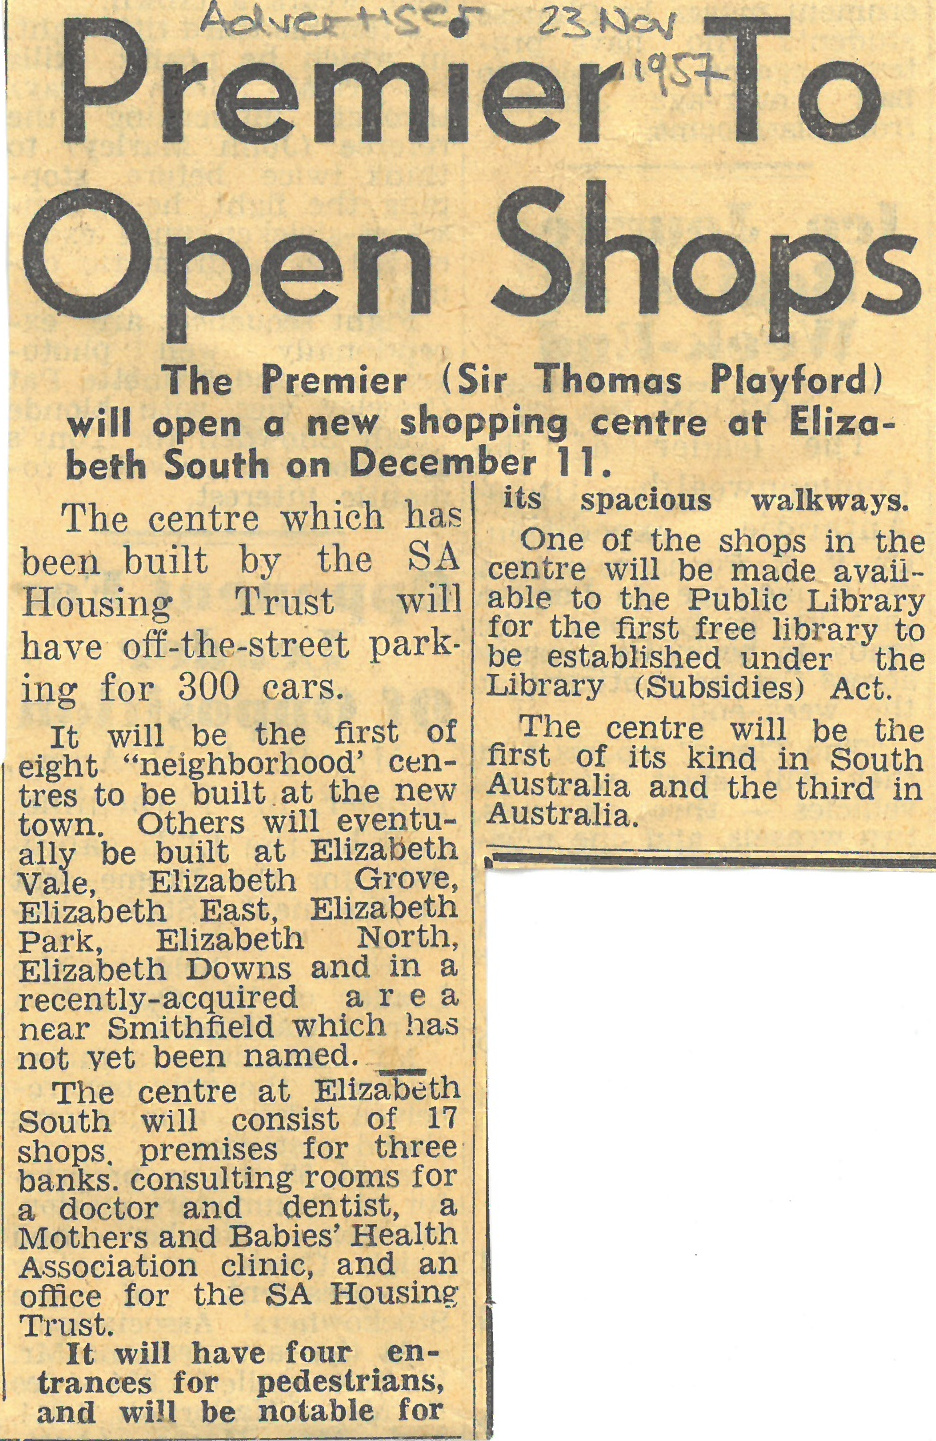 Advertiser 23 Nov
1957
Premier To
Open Shops
The Premier (Sir Thomas Playford)
will open a new shopping centre at Eliza-
beth South on December 11.
The centre which has
been built by the SA
Housing Trust will
have off-the-street park-
ing for 300 cars.
It will be the first of
eight “neighborhood’ cen-
tres to be built at the new
town. Others will eventu-
ally be built at Elizabeth
Vale, Elizabeth Grove,
Elizabeth East, Elizabeth
Park, Elizabeth North,
Elizabeth Downs and in a
recently-acquired area
near Smithfield which has
not yet been named.
The centre at Elizabeth
South will consist of 17
shops, premises for three
banks. consulting rooms for
a doctor and dentist, a
Mothers and Babies’ Health
Association clinic, and an
office for the SA Housing
Trust.
It will have four en-
trances for pedestrians,
and will be notable for
its spacious walkways.
One of the shops in the
centre will be made avail-
able to the Public Library
for the first free library to
be established under the
Library (Subsidies) Act.
The centre will be the
first of its kind in South
Australia and the third in
Australia.